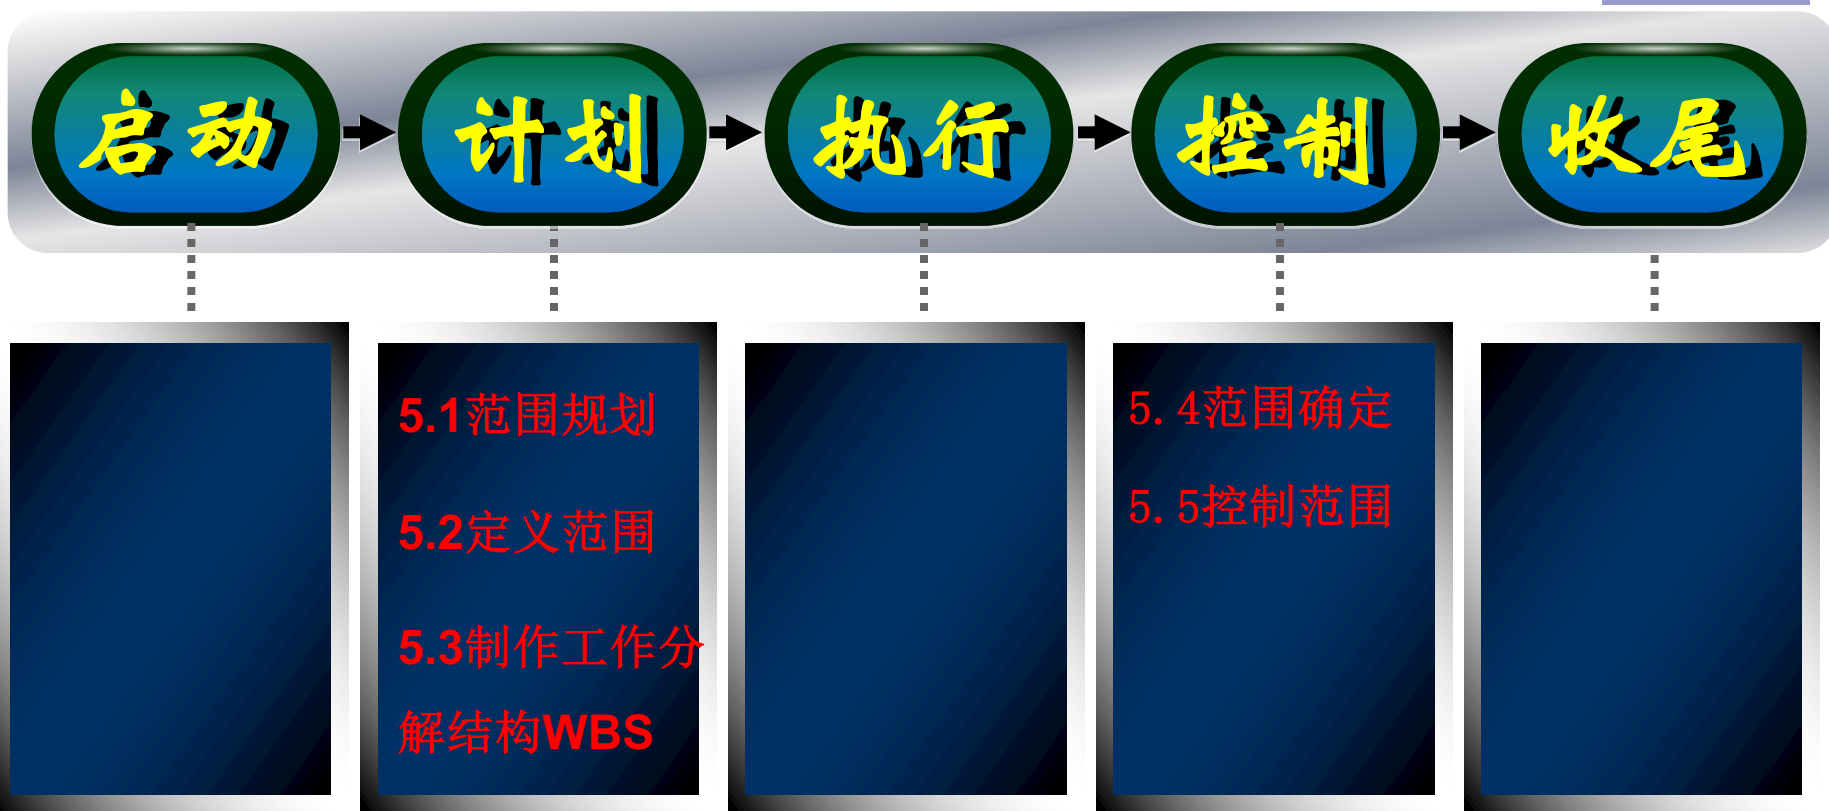 启动
计划
执行
控制
收尾
5.1范围规划
5.2定义范围
5.3制作工作分
解结构WBS
5.4范围确定
5.5控制范围